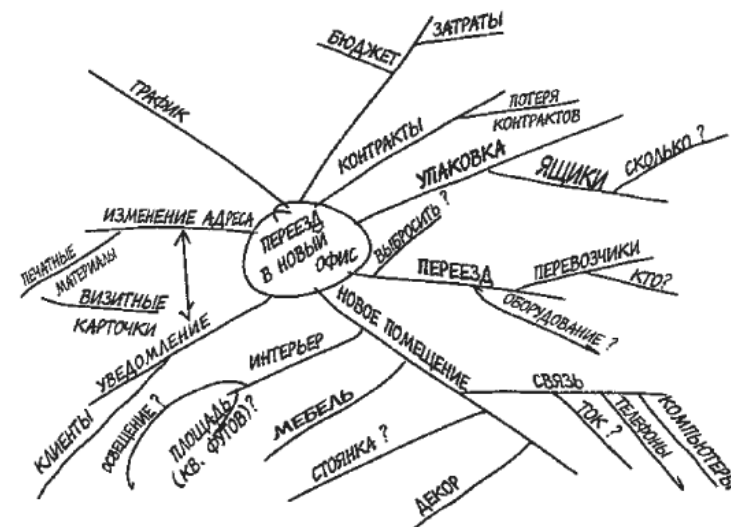 ЗАТРАТЫ
БЮДЖЕТ
ГРАФИК
ПОТЕРЯ
КОНТРАКТОВ
КОНТРАКТЫ
УПАКОВКА
ЯЩИКИ
СКОЛЬКО?
ИЗМЕНЕНИЕ АДРЕСА
ПЕРЕЕЗД
В НОВЫЙ
ОФИС
ВЫБРОСИТЬ?
ПЕРЕЕЗД
ПЕРЕВОЗЧИКИ
КТО?
ОБОРУДОВАНИЕ?
ПЕЧАТНЫЕ
МАТЕРИАЛЫ
ВИЗИТНЫЕ
КАРТОЧКИ
УВЕДОМЛЕНИЕ
КЛИЕНТЫ
НОВОЕ ПОМЕЩЕНИЕ
ИНТЕРЬЕР
ОСВЕЩЕНИЕ?
ПЛОЩАДЬ
(КВ. ФУТОВ)?
МЕБЕЛЬ
СТОЯНКА?
ДЕКОР
СВЯЗЬ
ТОК?
ТЕЛЕФОНЫ
КОМПЬЮТЕРЫ